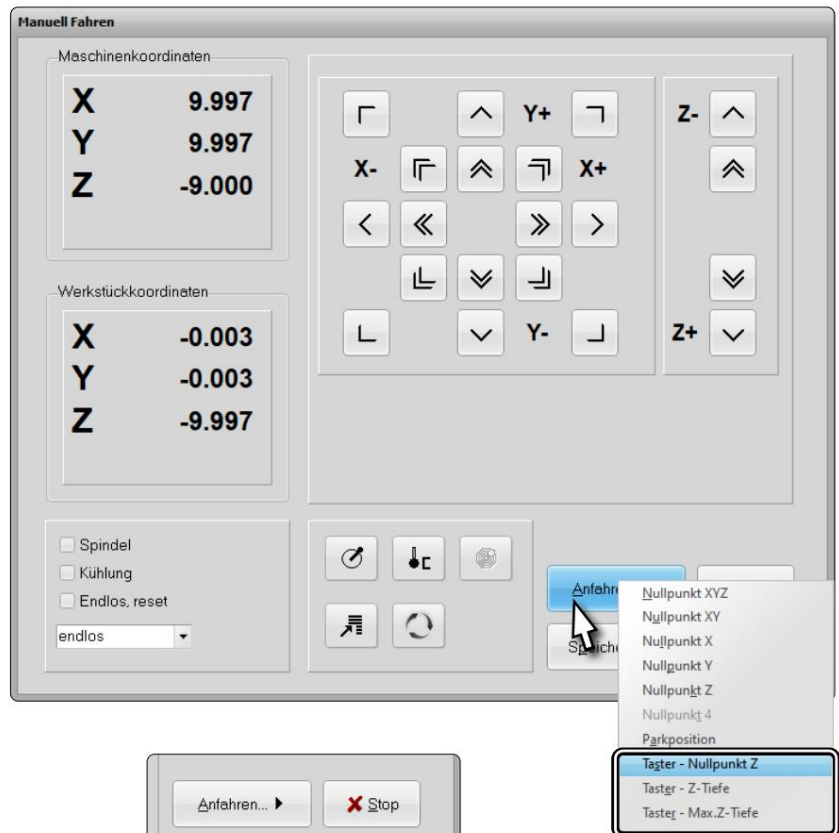 Manuell Fahren
Maschinenkoordinaten
X 9.997
Y 9.997
Z -9.000
Werkstückkoordinaten
X -0.003
Y -0.003
Z -9.997
Y+
Z-
X-
X+
Y-
Z+
Spindel
Kühlung
Endlos, reset
endlos
Nullpunkt XYZ
Nullpunkt XY
Nullpunkt X
Nullpunkt Y
Nullpunkt Z
Nullpunkt 4
Parkposition
Taster - Nullpunkt Z
Taster - Z-Tiefe
Taster - Max.Z-Tiefe
Anfahren...
Stop